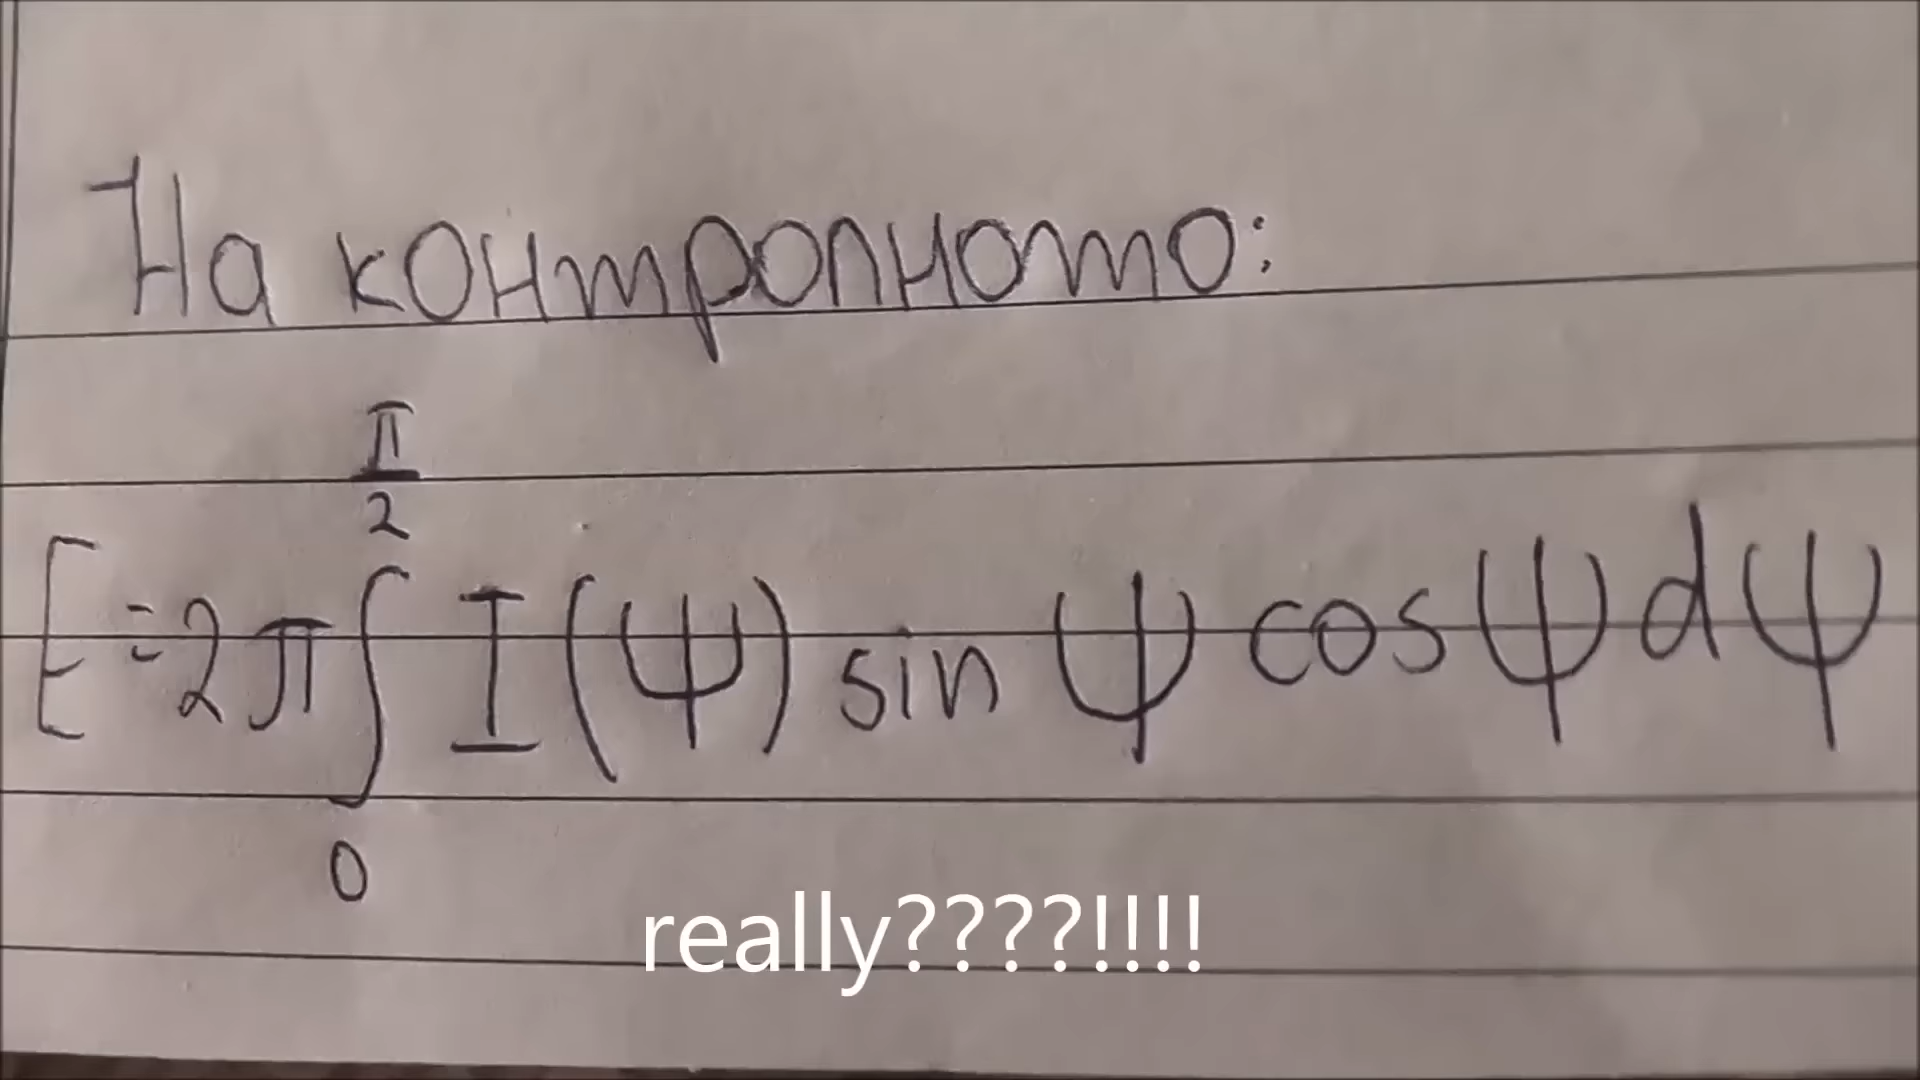 На контролното:
E=2π∫₀^(π/2) I(ψ) sin ψ cos ψ dψ
really????!!!!